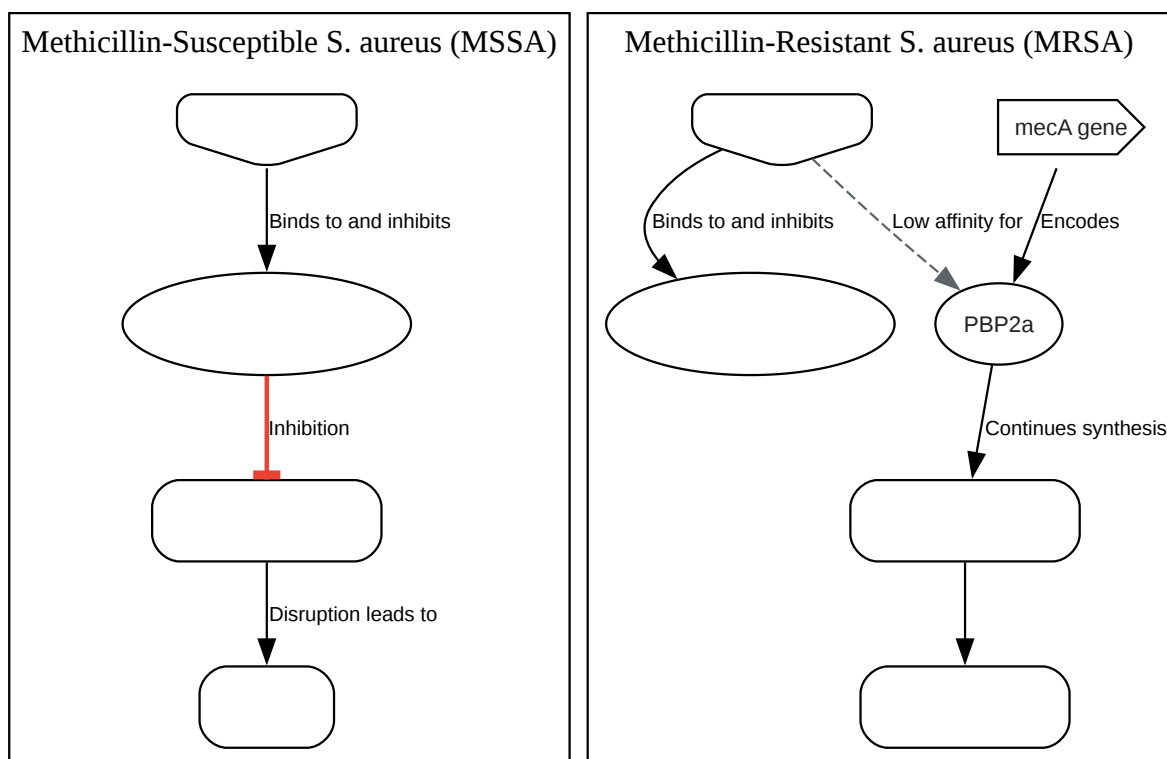 Methicillin-Susceptible S. aureus (MSSA)
Binds to and inhibits
Inhibition
Disruption leads to
Methicillin-Resistant S. aureus (MRSA)
mecA gene
Binds to and inhibits
Low affinity for
Encodes
PBP2a
Continues synthesis